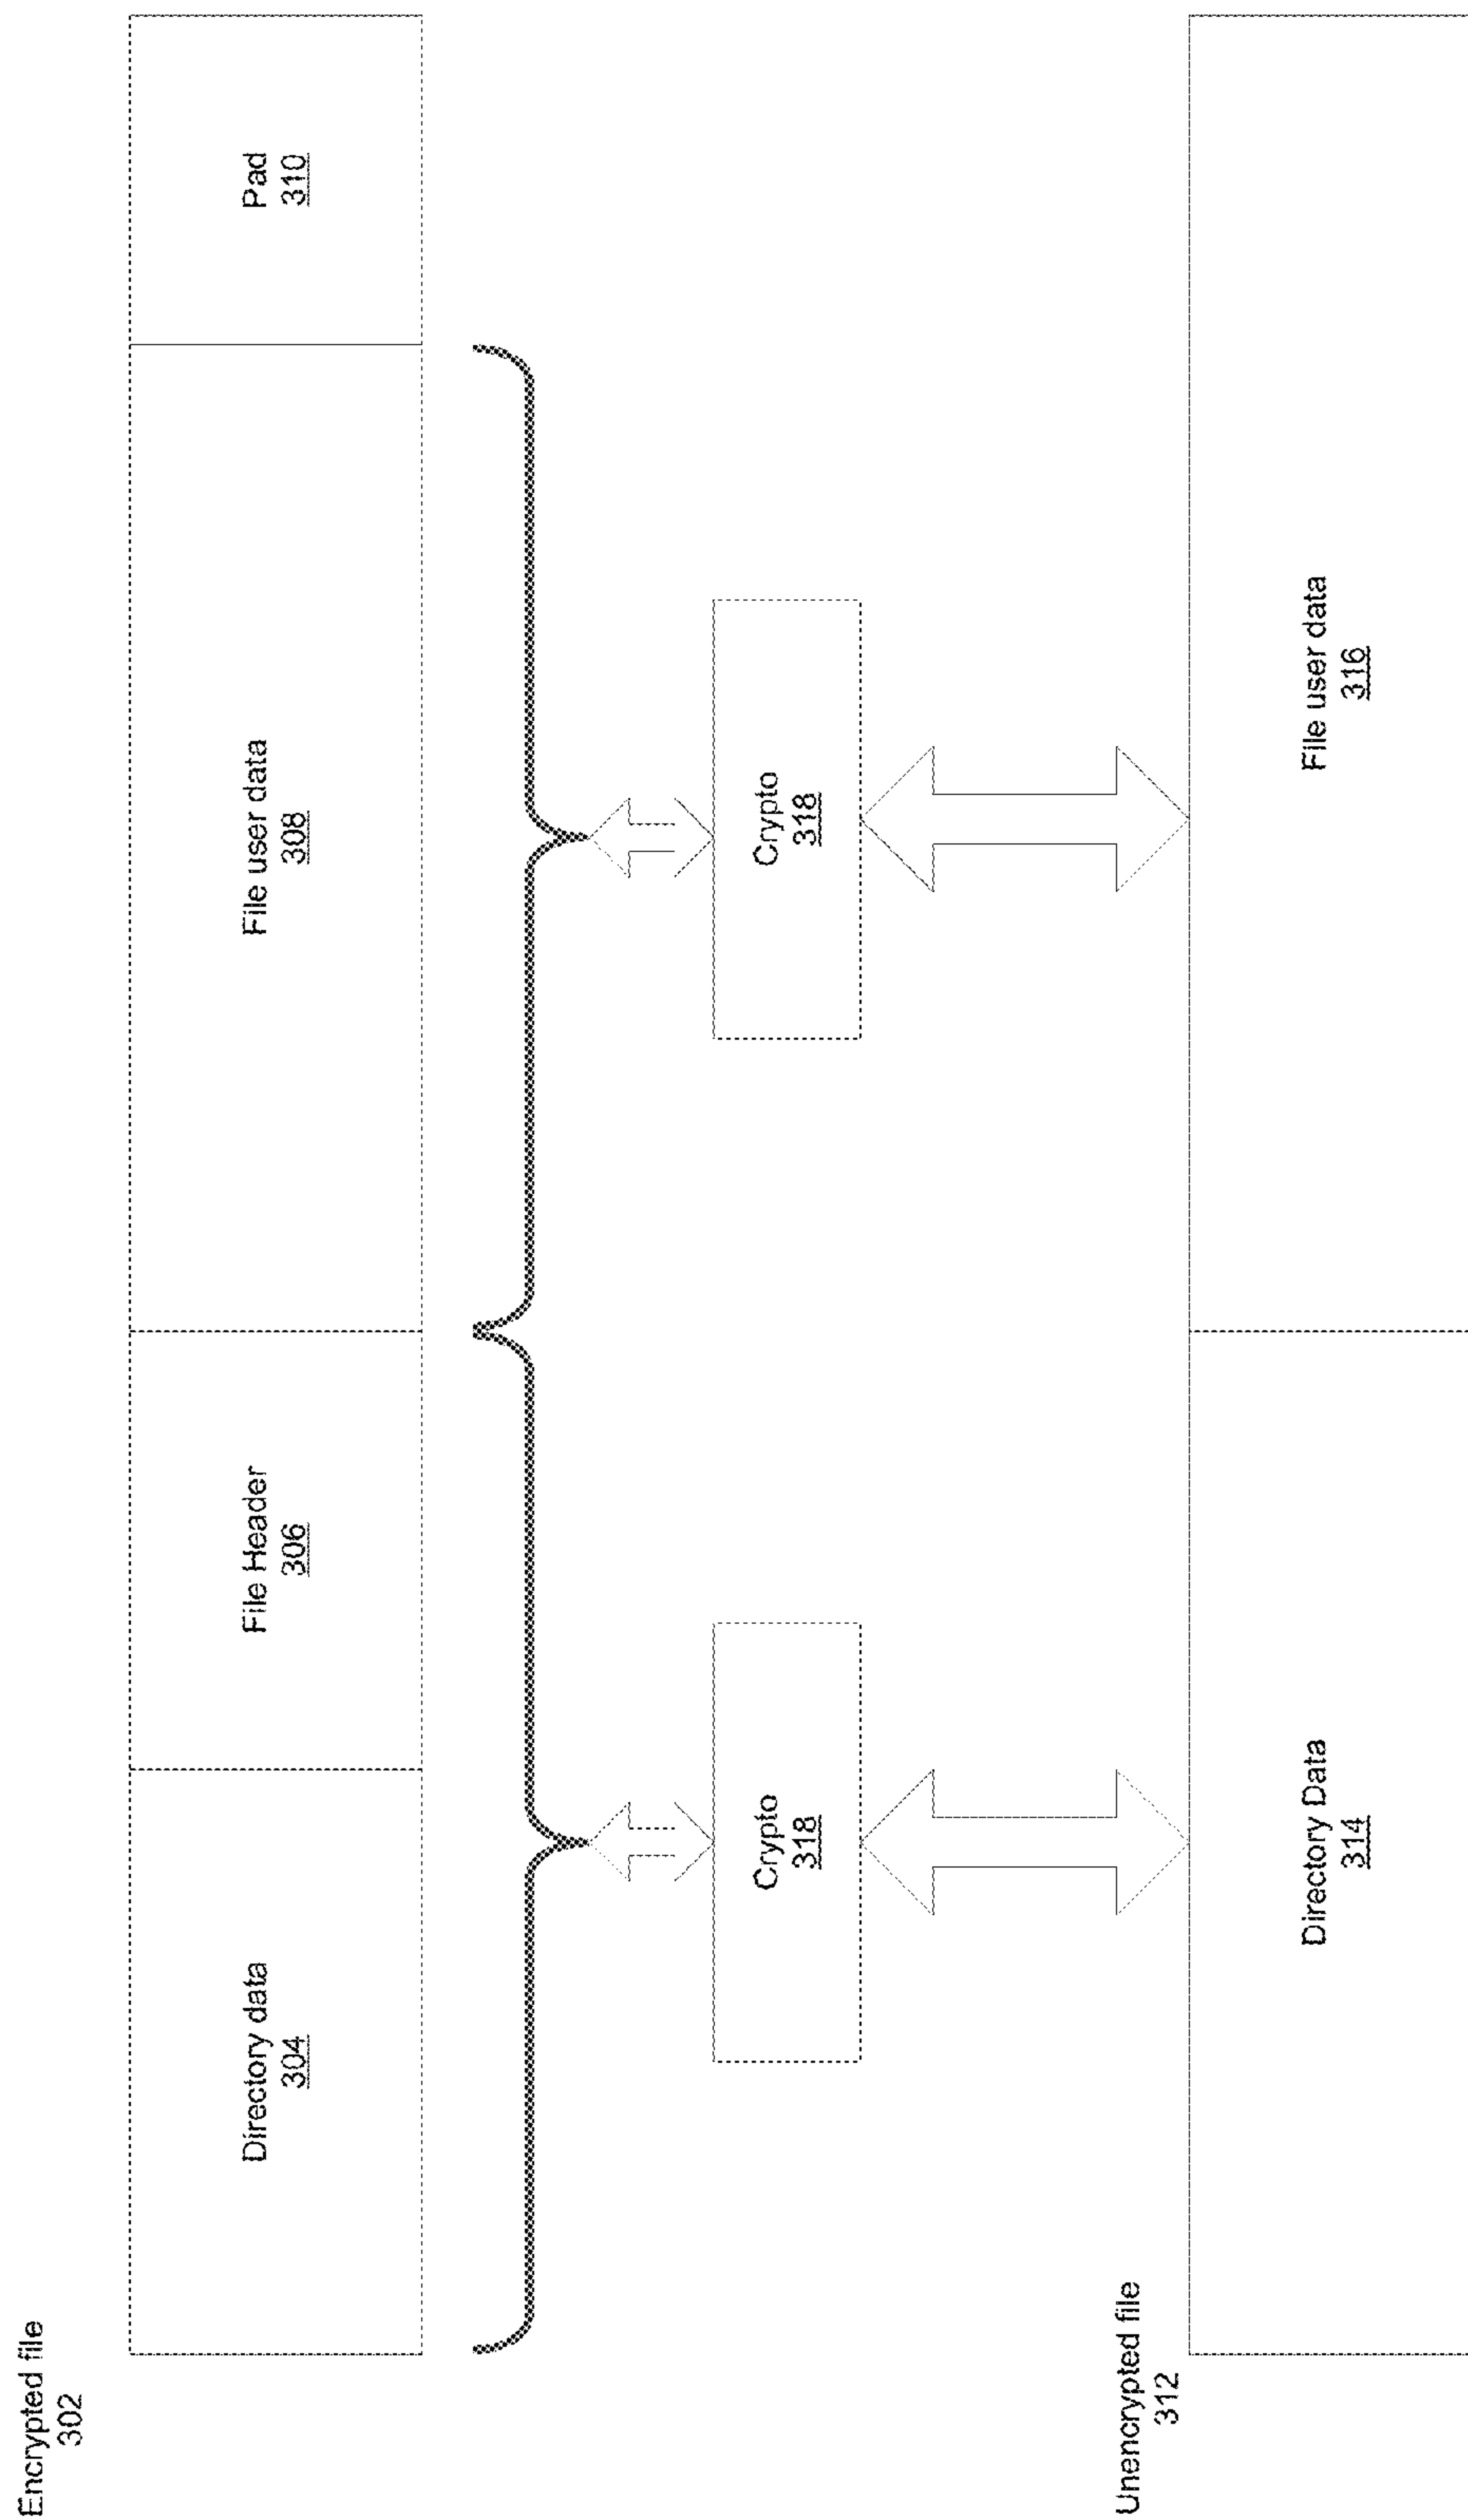 Encrypted file
302
Directory data
304
File Header
306
File user data
308
Pad
310
Crypto
318
Crypto
318
Unencrypted file
312
Directory Data
314
File user data
316